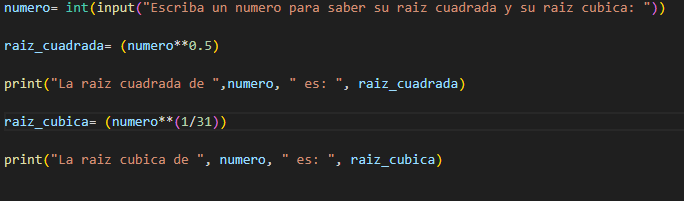 numero= int(input("Escriba un numero para saber su raiz cuadrada y su raiz cubica: "))
raiz_cuadrada= (numero**0.5)
print("La raiz cuadrada de ",numero, " es: ", raiz_cuadrada)
raiz_cubica= (numero**(1/31))
print("La raiz cubica de ", numero, " es: ", raiz_cubica)